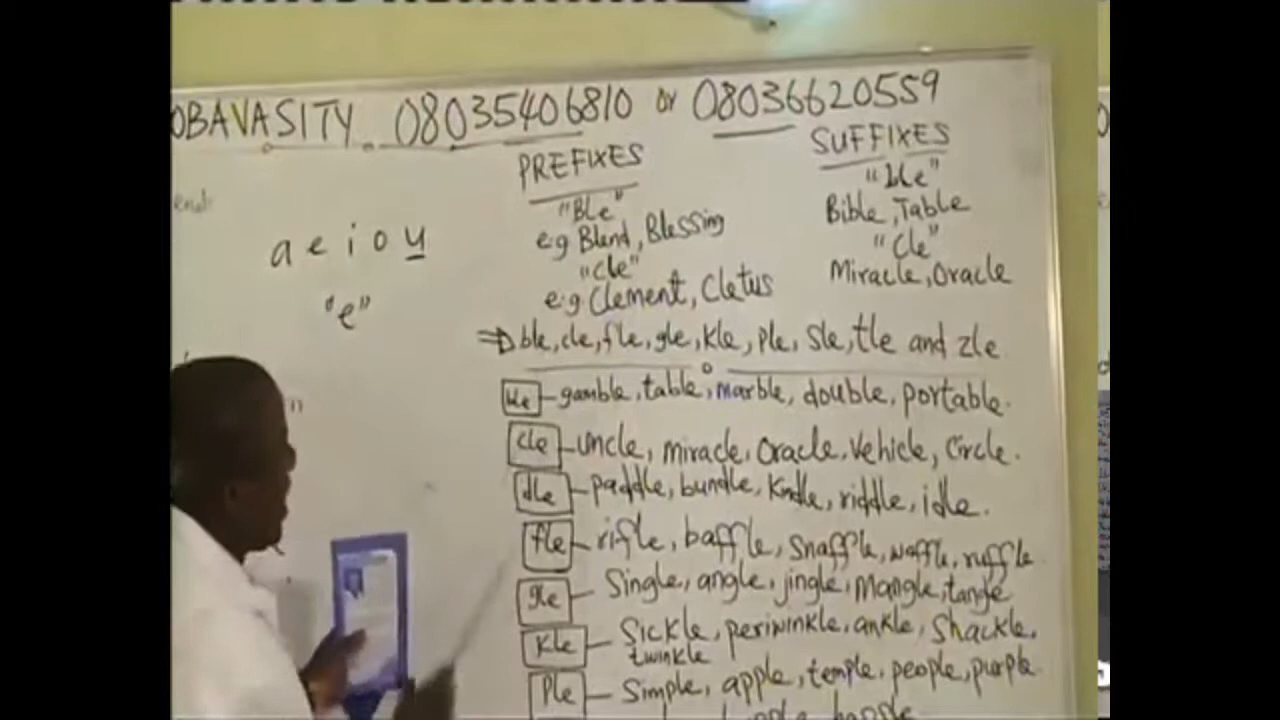 OBAVASITY 08035406810 or 08036620559
PREFIXES
"Ble"
e.g Blend, Blessing
"Cle"
e.g Clement, Cletus
SUFFIXES
"ble"
Bible, Table
"Cle"
Miracle, Oracle
a e i o u
"e"
⇒ ble, cle, fle, gle, kle, ple, sle, tle and zle
ble - gamble, table, marble, double, portable.
cle - uncle, miracle, Oracle, Vehicle, Circle.
dle - paddle, bundle, Kindle, riddle, idle.
fle - rifle, baffle, snaffle, waffle, ruffle
gle - Single, angle, jingle, Mangle, tangle
Kle - Sickle, periwinkle, ankle, Shackle,
twinkle
Ple - Simple, apple, temple, people, purple